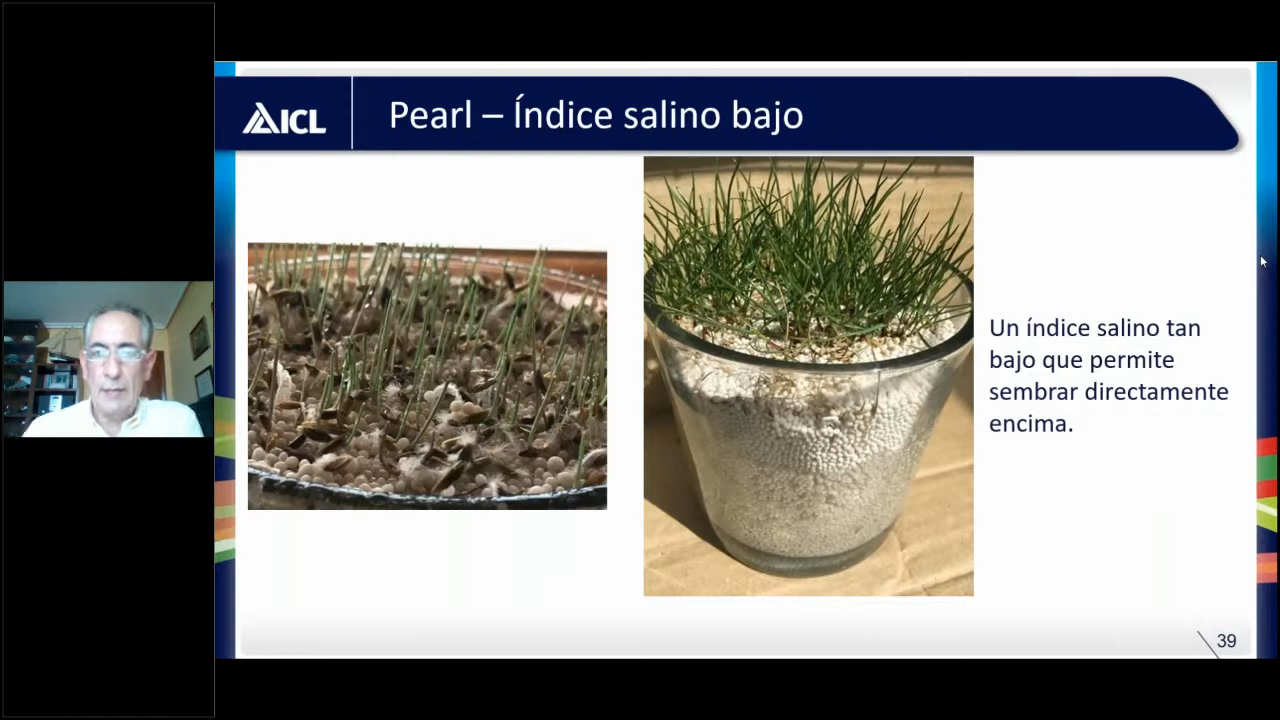 ICL
Pearl – Índice salino bajo
Un índice salino tan
bajo que permite
sembrar directamente
encima.
39